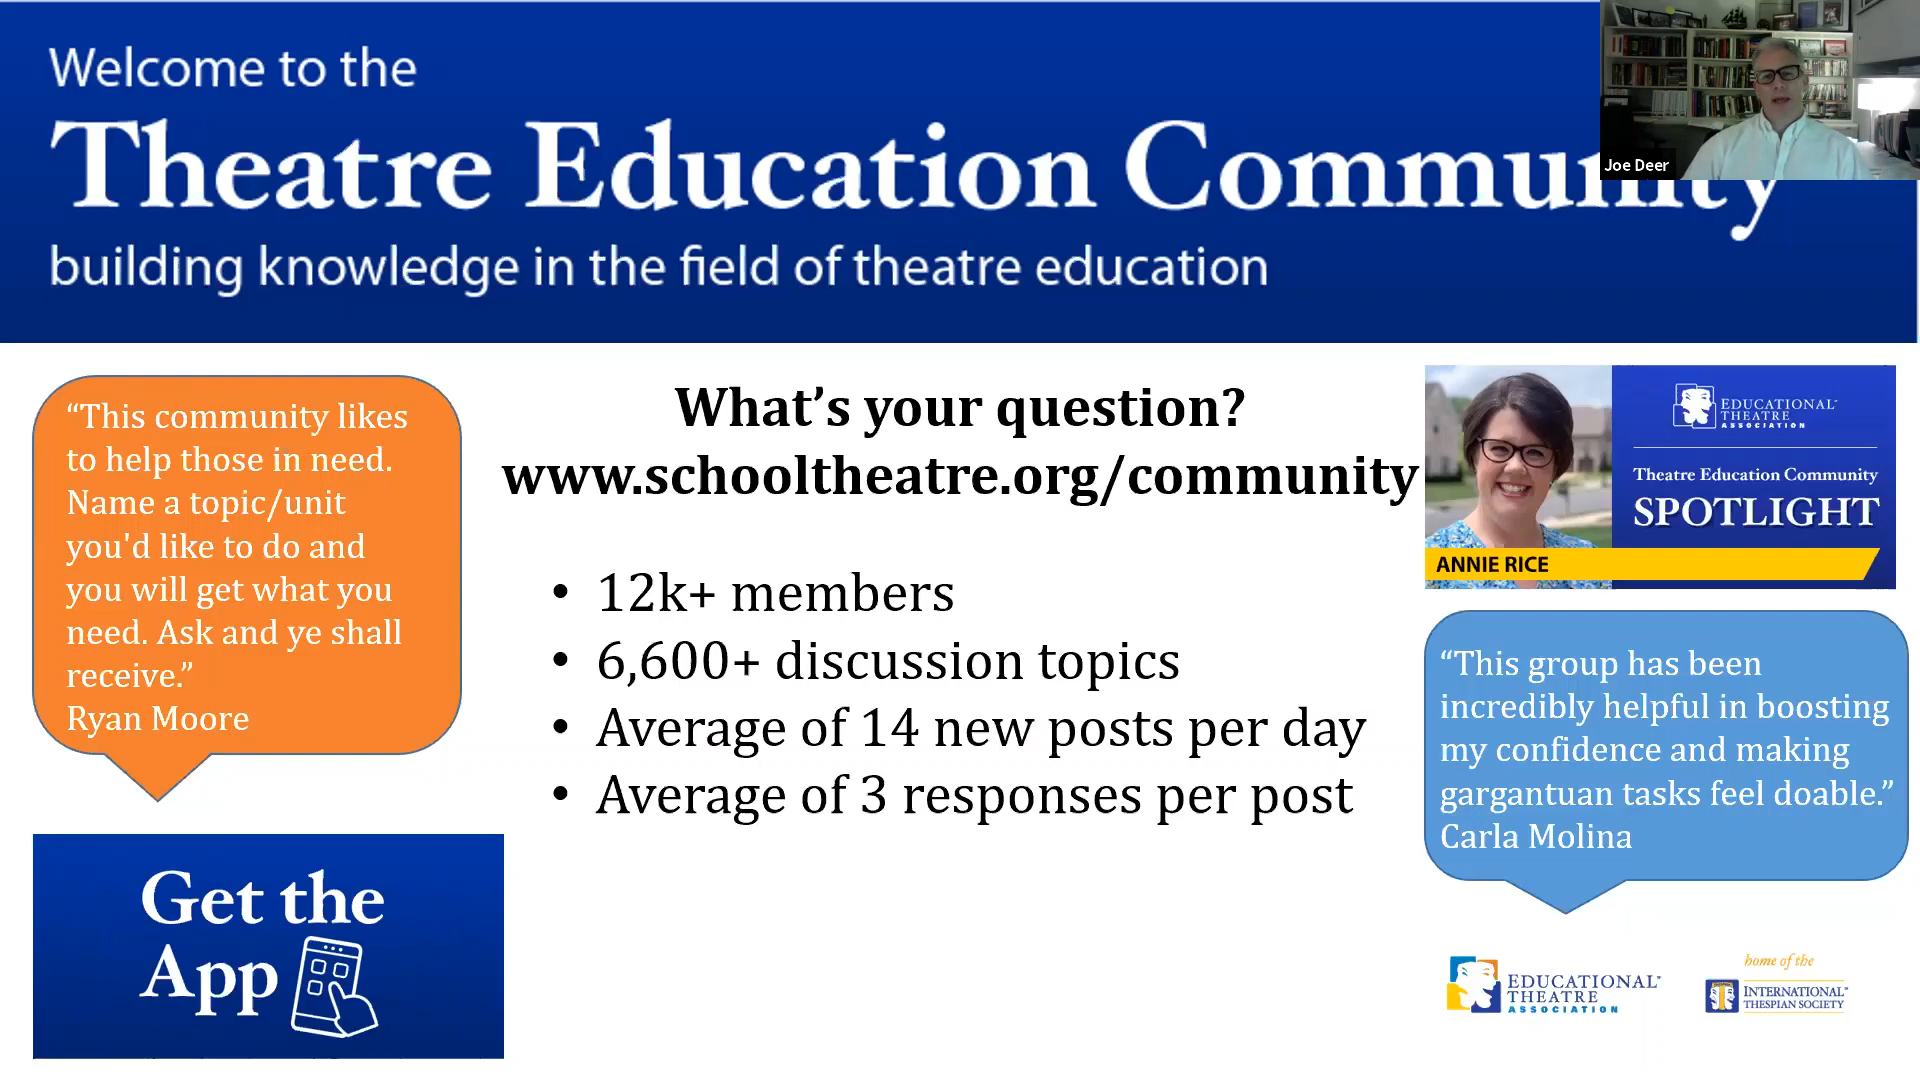 Welcome to the
Theatre Education Community
building knowledge in the field of theatre education
Joe Deer
“This community likes
to help those in need.
Name a topic/unit
you'd like to do and
you will get what you
need. Ask and ye shall
receive.”
Ryan Moore
Get the
App
What’s your question?
www.schooltheatre.org/community
• 12k+ members
• 6,600+ discussion topics
• Average of 14 new posts per day
• Average of 3 responses per post
EDUCATIONAL
THEATRE
ASSOCIATION
Theatre Education Community
SPOTLIGHT
ANNIE RICE
“This group has been
incredibly helpful in boosting
my confidence and making
gargantuan tasks feel doable.”
Carla Molina
EDUCATIONAL
THEATRE
ASSOCIATION
home of the
INTERNATIONAL
THESPIAN SOCIETY